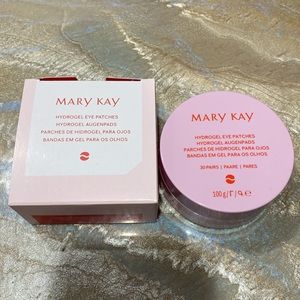 MARY KAY
HYDROGEL EYE PATCHES
HYDROGEL AUGENPADS
PARCHES DE HIDROGEL PARA OJOS
BANDAS EM GEL PARA OS OLHOS
MARY KAY
HYDROGEL EYE PATCHES
HYDROGEL AUGENPADS
PARCHES DE HIDROGEL PARA OJOS
BANDAS EM GEL PARA OS OLHOS
30 PAIRS | PAARE | PARES
100 g/г/ق e